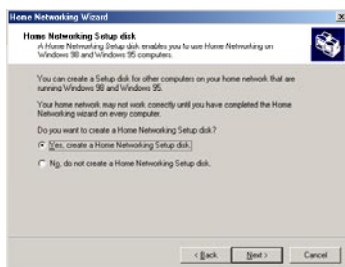 Home Networking Wizard
Home Networking Setup disk
A Home Networking Setup disk enables you to use Home Networking on
Windows 98 and Windows 95 computers.
You can create a Setup disk for other computers on your home network that are
running Windows 98 and Windows 95.
Your home network may not work correctly until you have completed the Home
Networking wizard on every computer.
Do you want to create a Home Networking Setup disk?
Yes, create a Home Networking Setup disk.
No, do not create a Home Networking Setup disk.
< Back
Next >
Cancel